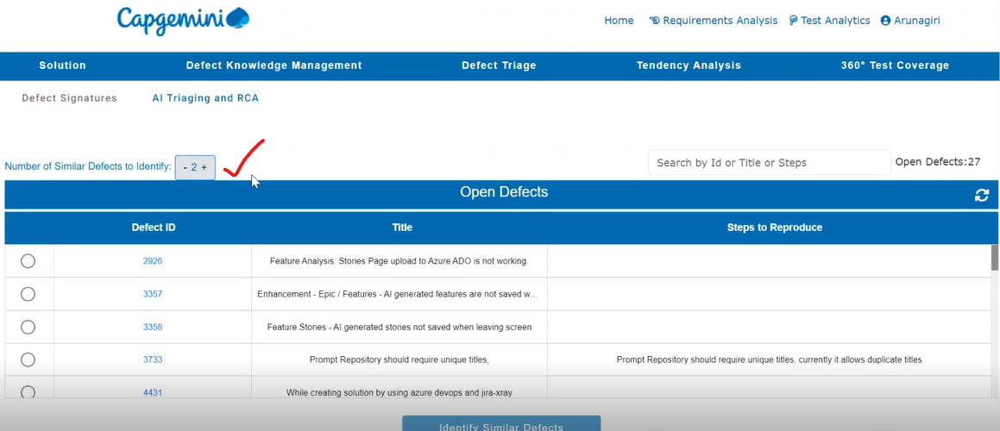 Capgemini
Home Requirements Analysis Test Analytics Arunagiri
Solution Defect Knowledge Management Defect Triage Tendency Analysis 360° Test Coverage
Defect Signatures AI Triaging and RCA
Number of Similar Defects to Identify: - 2 + Search by Id or Title or Steps Open Defects:27
Open Defects
Defect ID Title Steps to Reproduce
2926 Feature Analysis: Stories Page upload to Azure ADO is not working.
3357 Enhancement - Epic / Features - AI generated features are not saved w...
3358 Feature Stories - AI generated stories not saved when leaving screen
3733 Prompt Repository should require unique titles, Prompt Repository should require unique titles, currently it allows duplicate titles
4431 While creating solution by using azure devops and jira-xray
Identify Similar Defects